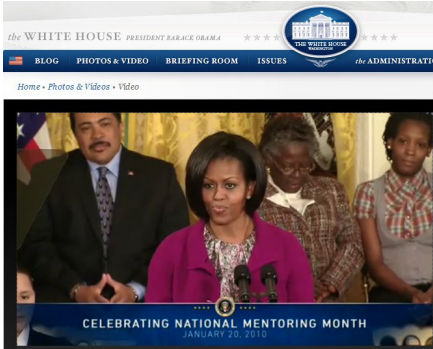 the WHITE HOUSE PRESIDENT BARACK OBAMA
THE WHITE HOUSE
WASHINGTON
BLOG PHOTOS & VIDEO BRIEFING ROOM ISSUES the ADMINISTRATI
Home • Photos & Videos • Video
CELEBRATING NATIONAL MENTORING MONTH
JANUARY 20, 2010